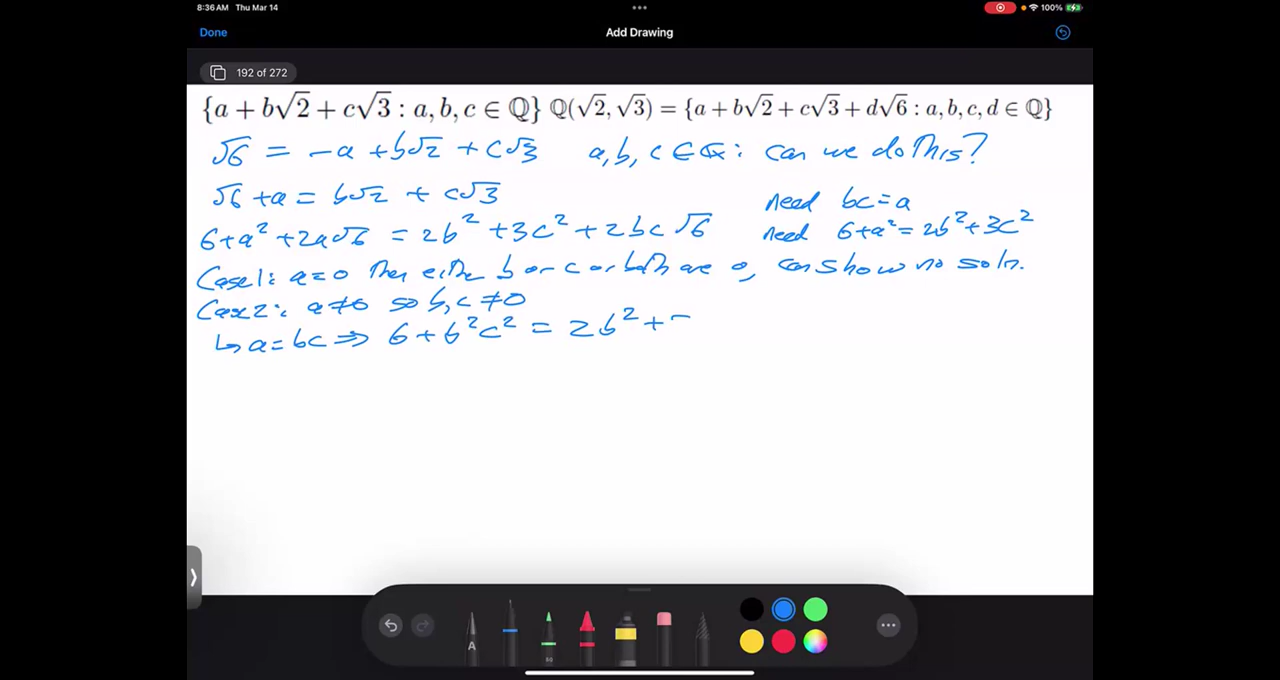 8:36 AM Thu Mar 14
100%
Done
Add Drawing
192 of 272
{a + b√2 + c√3 : a, b, c ∈ ℚ} ℚ(√2, √3) = {a + b√2 + c√3 + d√6 : a, b, c, d ∈ ℚ}
√6 = -a + b√2 + c√3 a, b, c ∈ ℚ: can we do this?
√6 + a = b√2 + c√3
need bc = a
6 + a² + 2a√6 = 2b² + 3c² + 2bc√6
need 6 + a² = 2b² + 3c²
Case 1: a = 0 then either b or c or both are 0, can show no soln.
Case 2: a ≠ 0 so b, c ≠ 0
↳ a = bc ⇒ 6 + b²c² = 2b² +
A